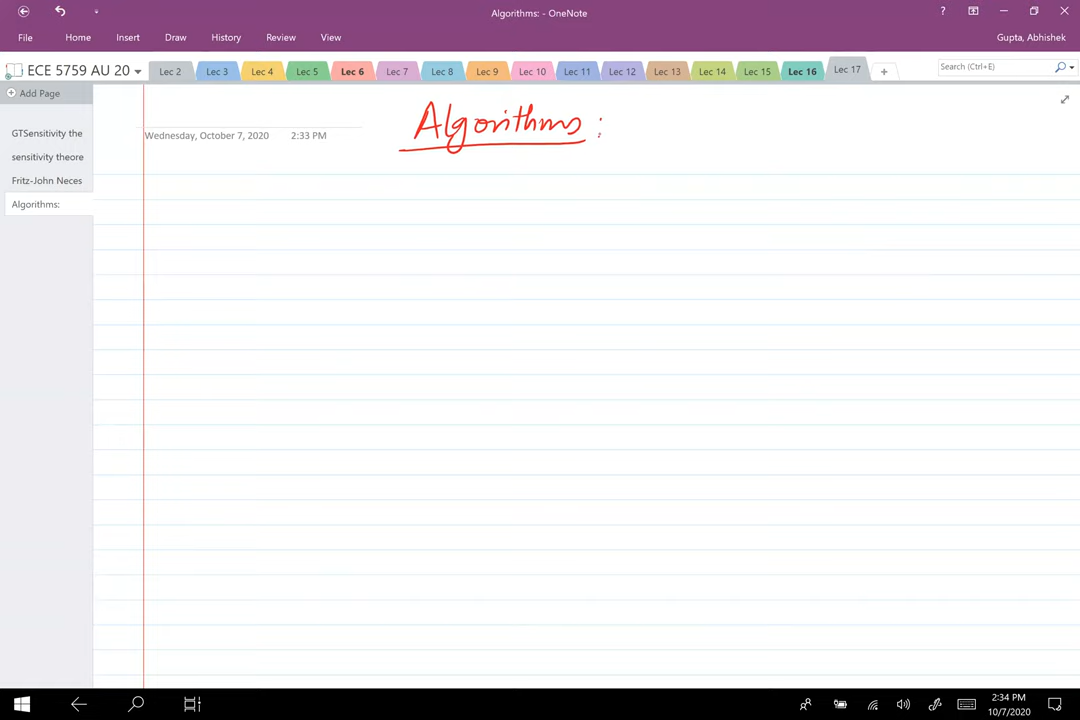 Algorithms: - OneNote
?
File Home Insert Draw History Review View
Gupta, Abhishek
ECE 5759 AU 20
Lec 2 Lec 3 Lec 4 Lec 5 Lec 6 Lec 7 Lec 8 Lec 9 Lec 10 Lec 11 Lec 12 Lec 13 Lec 14 Lec 15 Lec 16 Lec 17 +
Search (Ctrl+E)
Add Page
GTSensitivity the
sensitivity theore
Fritz-John Neces
Algorithms:
Algorithms :
Wednesday, October 7, 2020 2:33 PM
2:34 PM
10/7/2020